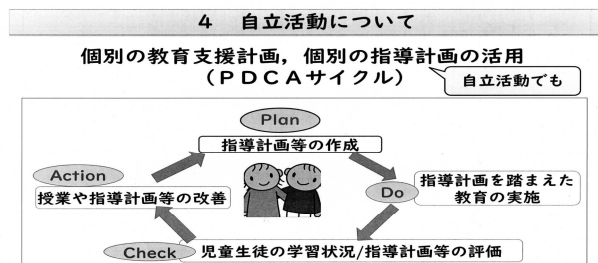 4 自立活動について
個別の教育支援計画，個別の指導計画の活用
（ＰＤＣＡサイクル）
自立活動でも
Plan
指導計画等の作成
Action
授業や指導計画等の改善
Do
指導計画を踏まえた
教育の実施
Check
児童生徒の学習状況/指導計画等の評価